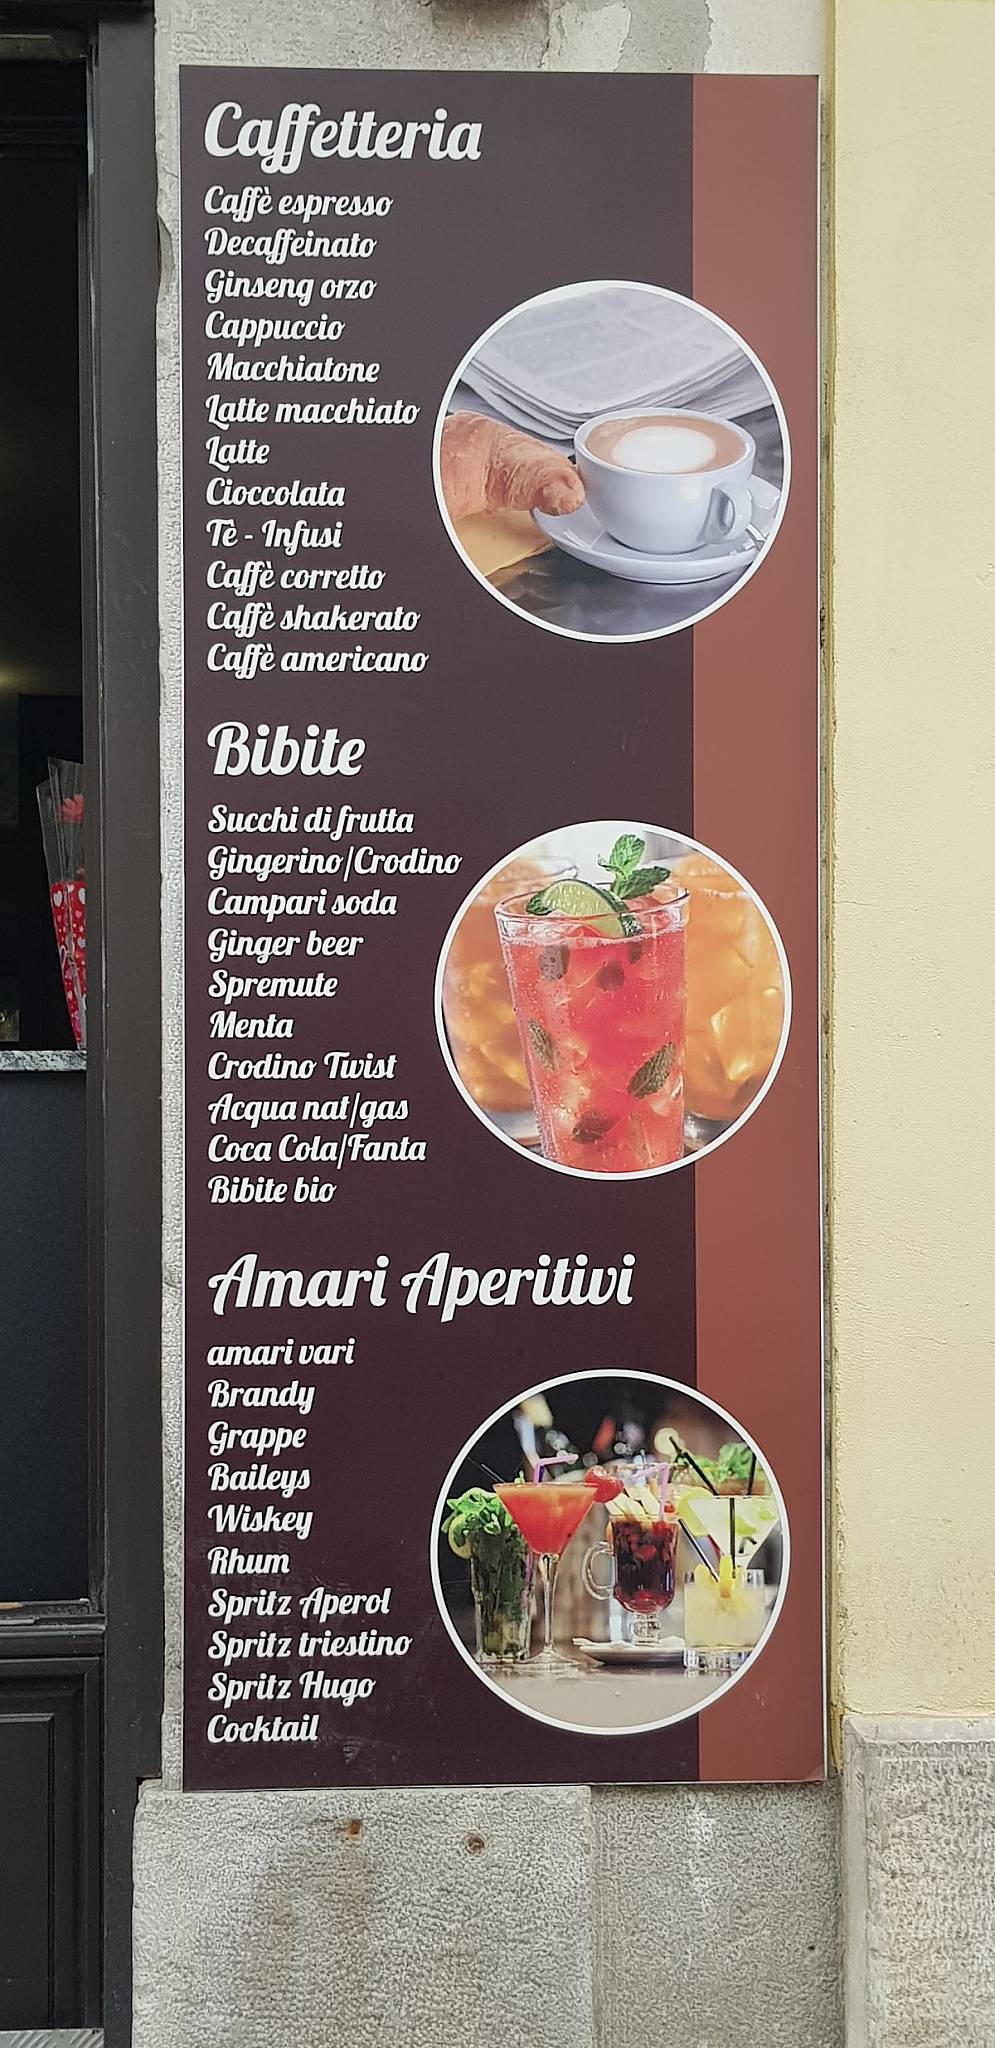 Caffetteria
Caffè espresso
Decaffeinato
Ginseng orzo
Cappuccio
Macchiatone
Latte macchiato
Latte
Cioccolata
Tè - Infusi
Caffè corretto
Caffè shakerato
Caffè americano
Bibite
Succhi di frutta
Gingerino/Crodino
Campari soda
Ginger beer
Spremute
Menta
Crodino Twist
Acqua nat/gas
Coca Cola/Fanta
Bibite bio
Amari Aperitivi
amari vari
Brandy
Grappe
Baileys
Wiskey
Rhum
Spritz Aperol
Spritz triestino
Spritz Hugo
Cocktail